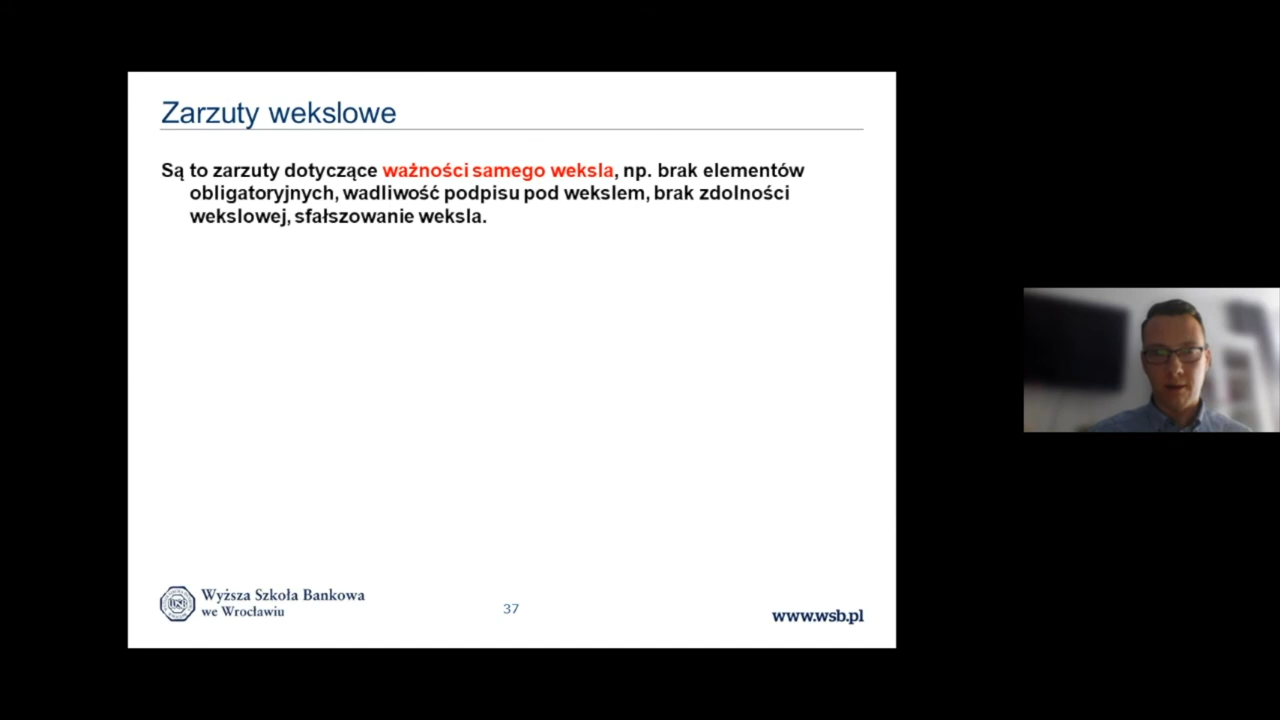 Zarzuty wekslowe
Są to zarzuty dotyczące ważności samego weksla, np. brak elementów
obligatoryjnych, wadliwość podpisu pod wekslem, brak zdolności
wekslowej, sfałszowanie weksla.
WSB Wyższa Szkoła Bankowa
we Wrocławiu
37
www.wsb.pl